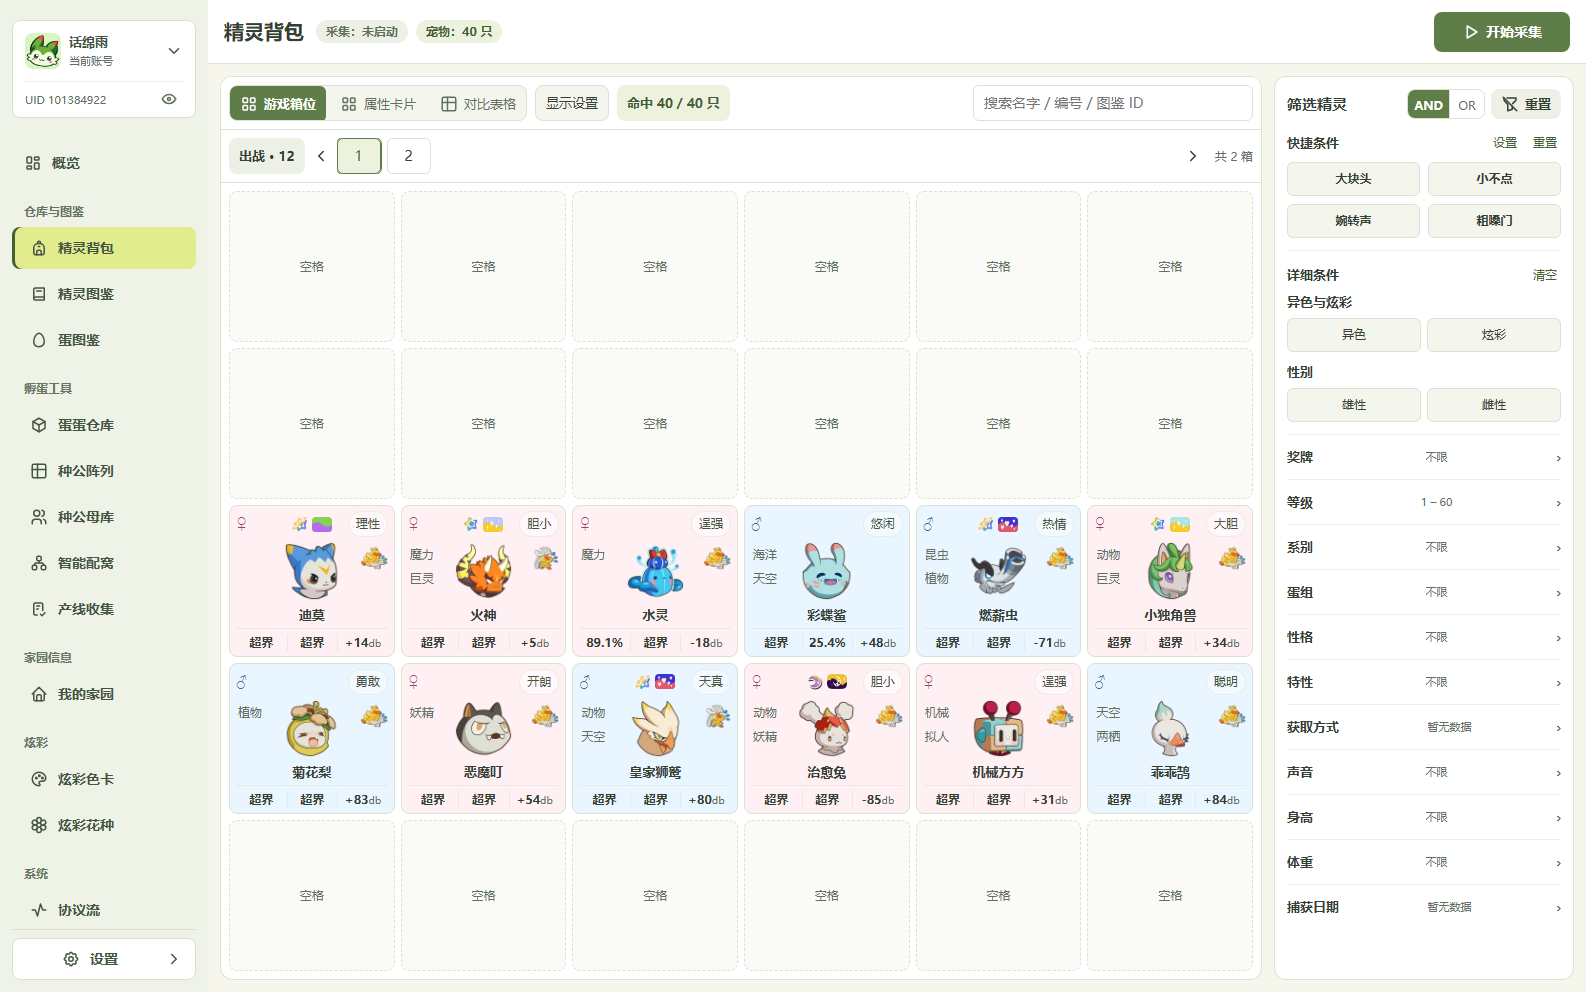 话绵雨
当前账号
UID 101384922
概览
仓库与图鉴
精灵背包
精灵图鉴
蛋图鉴
孵蛋工具
蛋蛋仓库
种公阵列
种公母库
智能配窝
产线收集
家园信息
我的家园
炫彩
炫彩色卡
炫彩花种
系统
协议流
设置
精灵背包
采集：未启动
宠物：40 只
开始采集
游戏箱位
属性卡片
对比表格
显示设置
命中 40 / 40 只
搜索名字 / 编号 / 图鉴 ID
出战 • 12
1
2
共 2 箱
空格 空格 空格 空格 空格 空格
空格 空格 空格 空格 空格 空格
理性
迪莫
超界 超界 +14db
胆小
魔力
巨灵
火神
超界 超界 +5db
逞强
魔力
水灵
89.1% 超界 -18db
悠闲
海洋
天空
彩蝶鲨
超界 25.4% +48db
热情
昆虫
植物
燃薪虫
超界 超界 -71db
大胆
动物
巨灵
小独角兽
超界 超界 +34db
勇敢
植物
菊花梨
超界 超界 +83db
开朗
妖精
恶魔叮
超界 超界 +54db
天真
动物
天空
皇家狮鹫
超界 超界 +80db
胆小
动物
妖精
治愈兔
超界 超界 -85db
逞强
机械
拟人
机械方方
超界 超界 +31db
聪明
天空
两栖
乖乖鹄
超界 超界 +84db
空格 空格 空格 空格 空格 空格
筛选精灵
AND OR
重置
快捷条件
设置 重置
大块头 小不点
婉转声 粗嗓门
详细条件
清空
异色与炫彩
异色 炫彩
性别
雄性 雌性
奖牌 不限
等级 1 – 60
系别 不限
蛋组 不限
性格 不限
特性 不限
获取方式 暂无数据
声音 不限
身高 不限
体重 不限
捕获日期 暂无数据